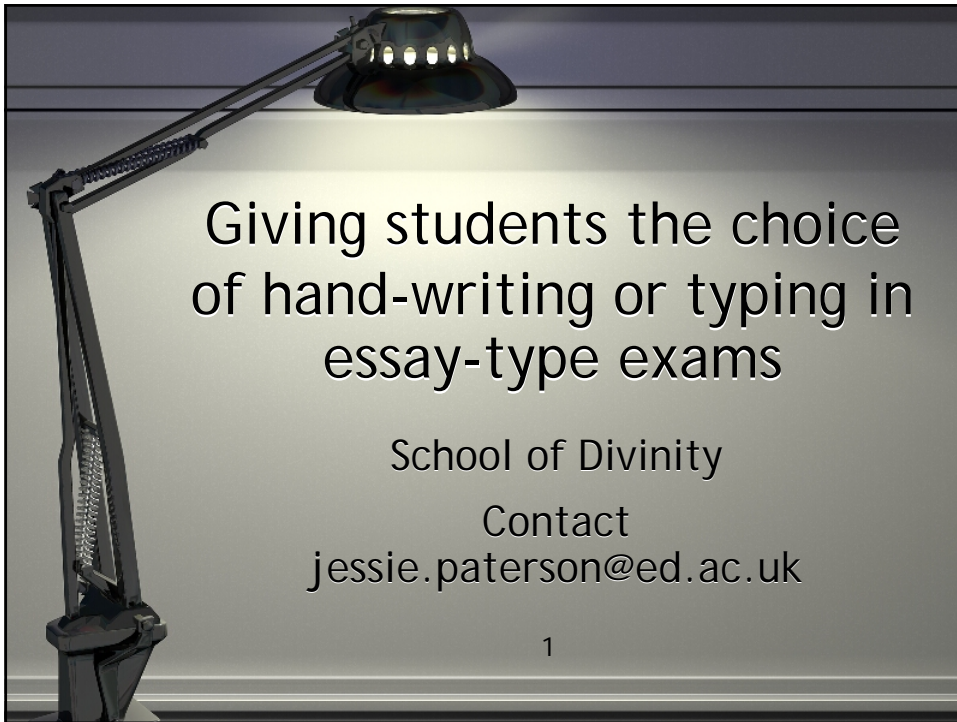 Giving students the choice
of hand-writing or typing in
essay-type exams
School of Divinity
Contact
jessie.paterson@ed.ac.uk
1